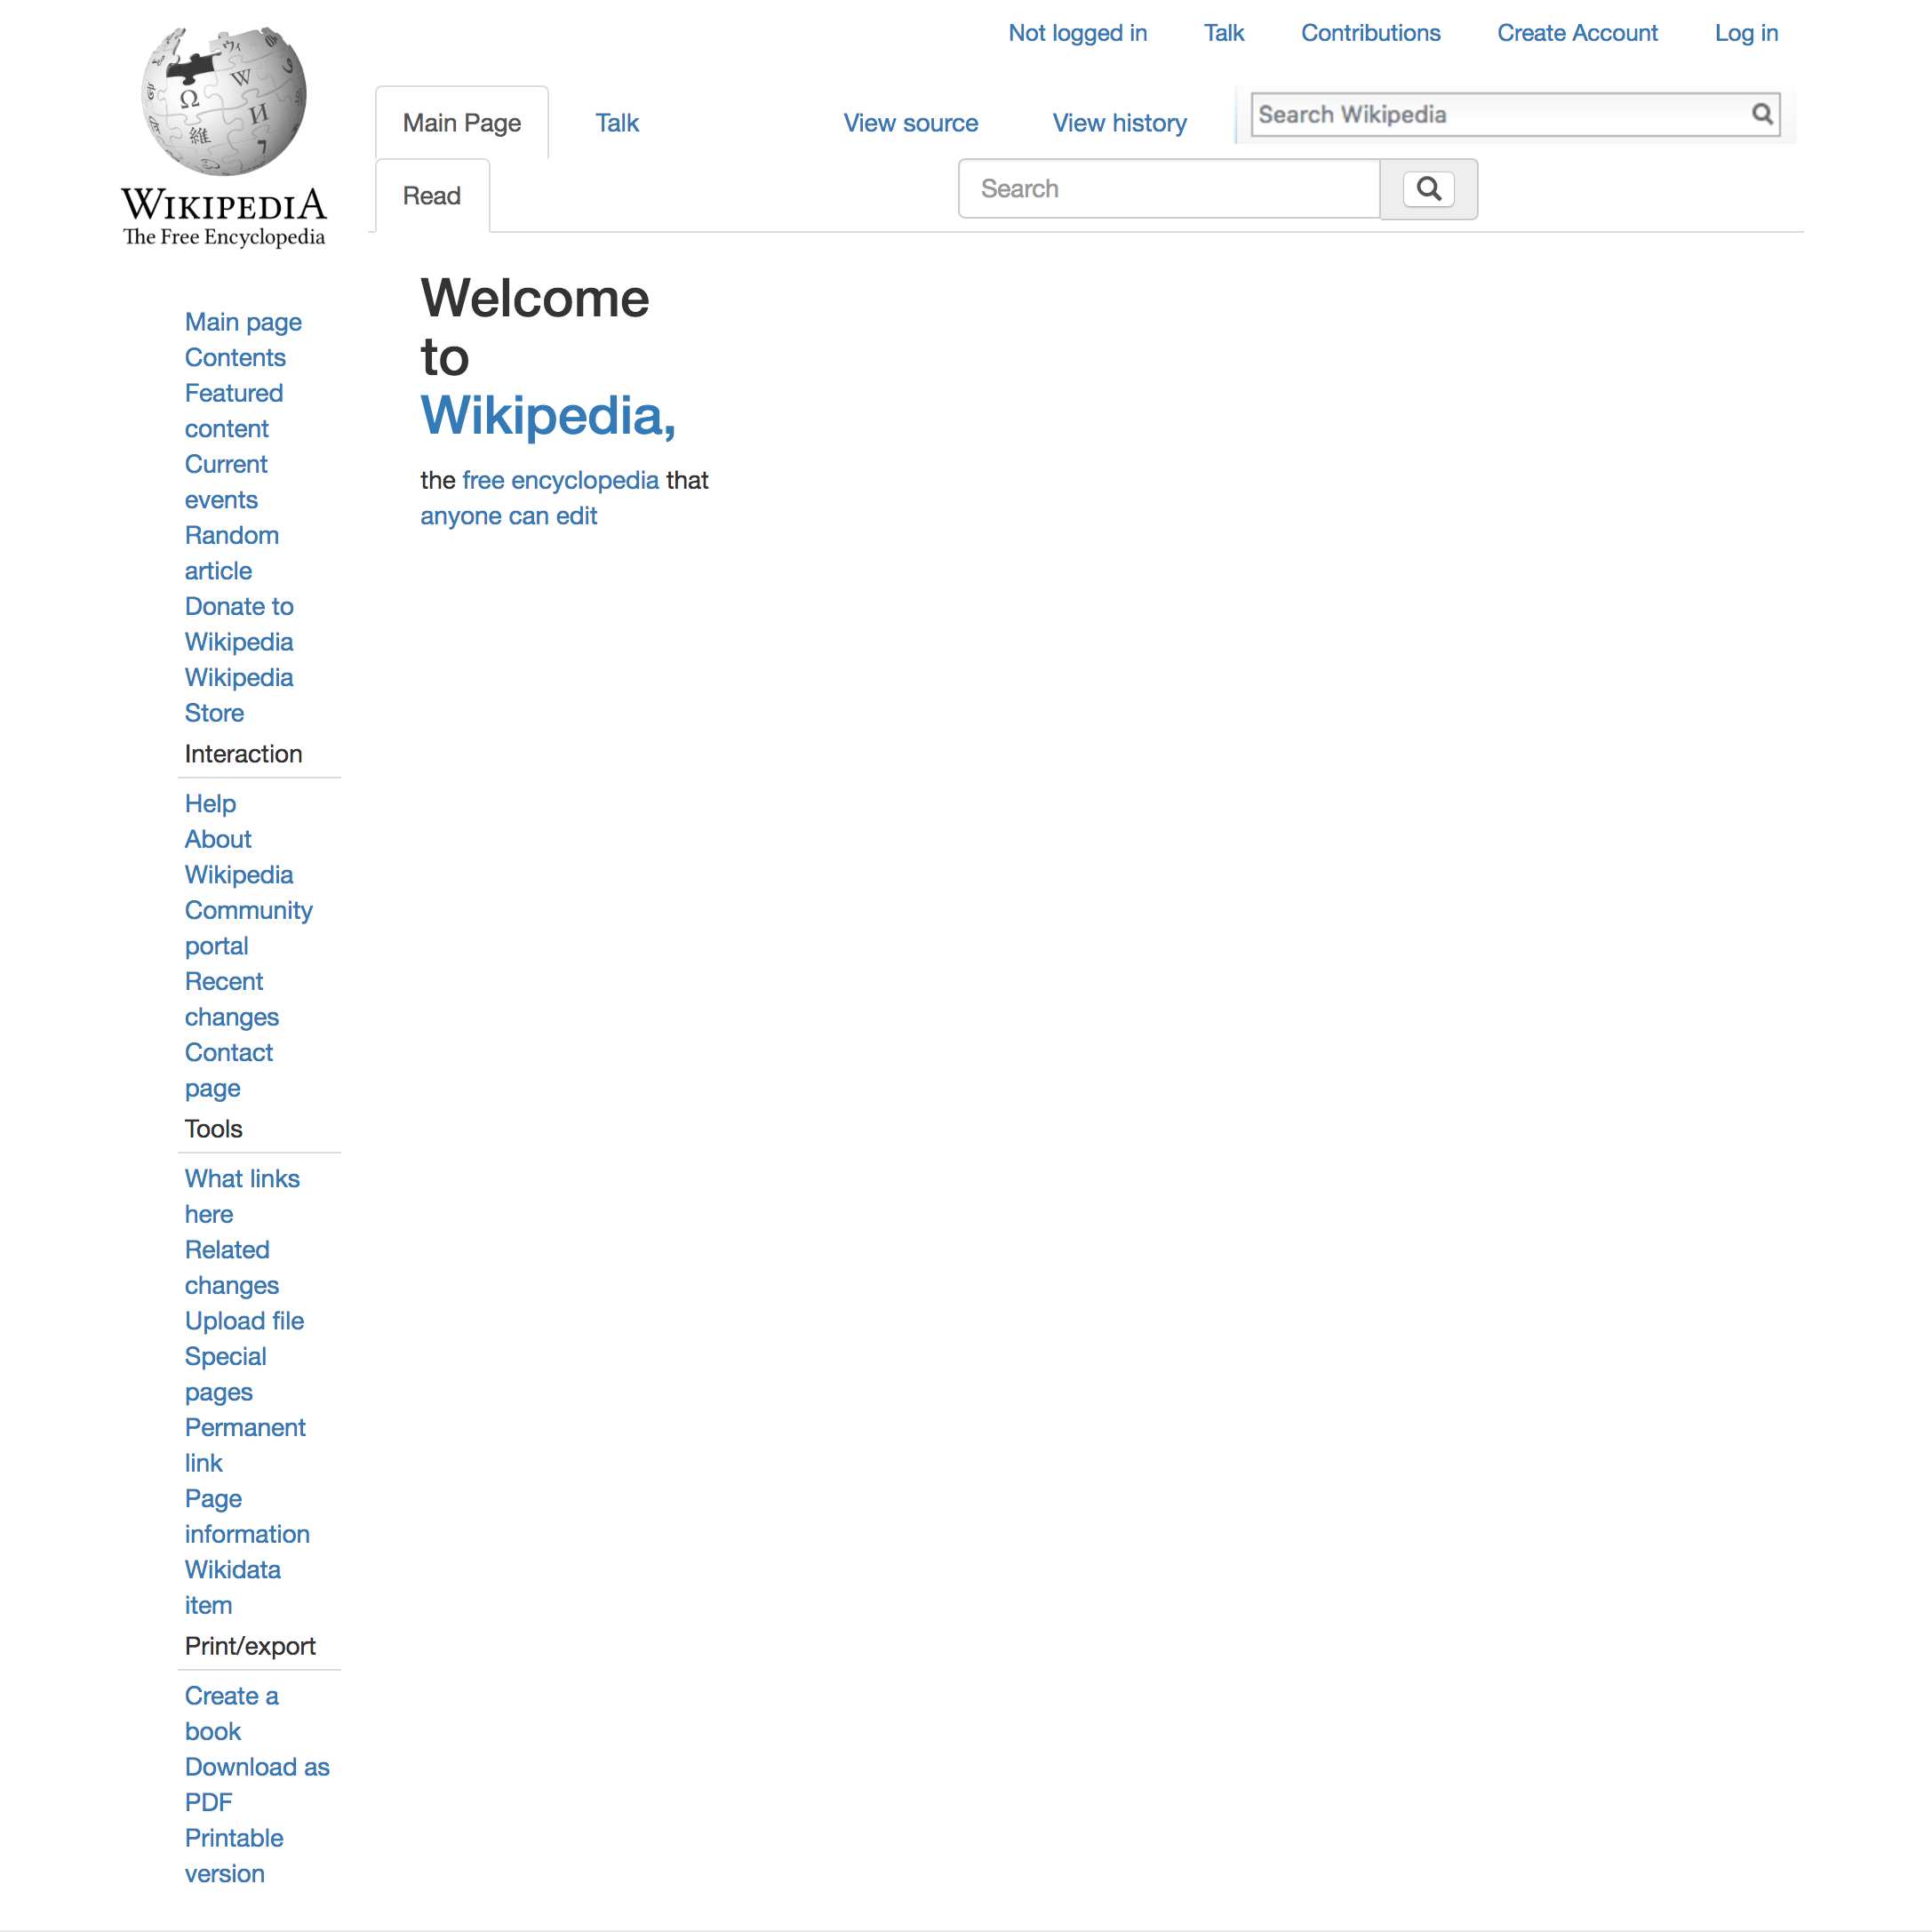 Not logged in Talk Contributions Create Account Log in
Main Page Talk View source View history Search Wikipedia
Read Search
WIKIPEDIA
The Free Encyclopedia
Welcome
to
Wikipedia,
the free encyclopedia that
anyone can edit
Main page
Contents
Featured
content
Current
events
Random
article
Donate to
Wikipedia
Wikipedia
Store
Interaction
Help
About
Wikipedia
Community
portal
Recent
changes
Contact
page
Tools
What links
here
Related
changes
Upload file
Special
pages
Permanent
link
Page
information
Wikidata
item
Print/export
Create a
book
Download as
PDF
Printable
version